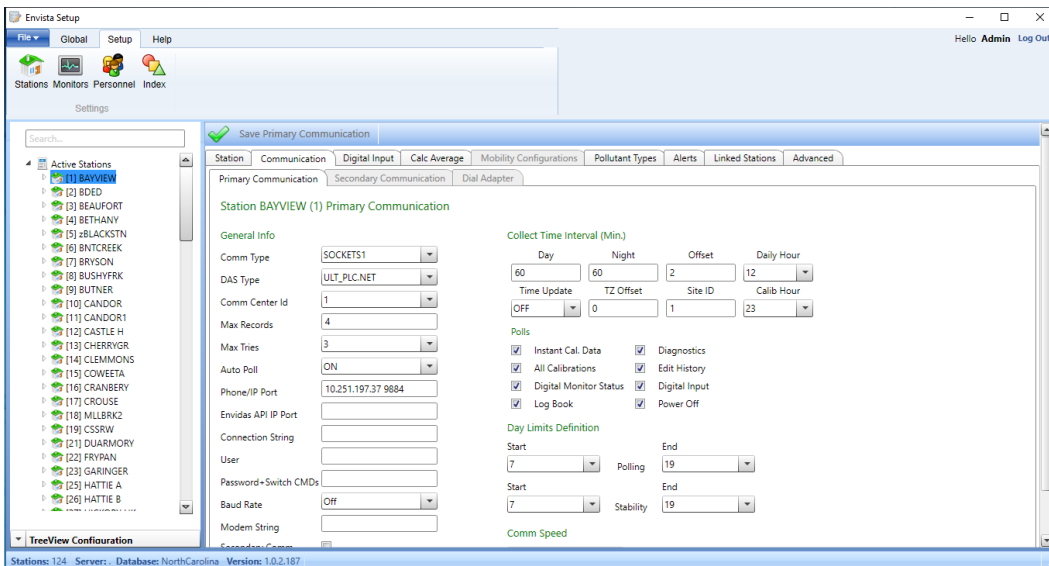 Envista Setup
File Global Setup Help
Hello Admin Log Out
Stations Monitors Personnel Index
Settings
Search...
Active Stations
[1] BAYVIEW
[2] BDED
[3] BEAUFORT
[4] BETHANY
[5] zBLACKSTN
[6] BNTCREEK
[7] BRYSON
[8] BUSHYFRK
[9] BUTNER
[10] CANDOR
[11] CANDOR1
[12] CASTLE H
[13] CHERRYGR
[14] CLEMMONS
[15] COWEETA
[16] CRANBERY
[17] CROUSE
[18] MLLBRK2
[19] CSSRW
[21] DUARMORY
[22] FRYPAN
[23] GARINGER
[25] HATTIE A
[26] HATTIE B
TreeView Configuration
Save Primary Communication
Station Communication Digital Input Calc Average Mobility Configurations Pollutant Types Alerts Linked Stations Advanced
Primary Communication Secondary Communication Dial Adapter
Station BAYVIEW (1) Primary Communication
General Info
Comm Type SOCKETS1
DAS Type ULT_PLC.NET
Comm Center Id 1
Max Records 4
Max Tries 3
Auto Poll ON
Phone/IP Port 10.251.197.37 9884
Envidas API IP Port
Connection String
User
Password+Switch CMDs
Baud Rate Off
Modem String
Secondary Comm
Collect Time Interval (Min.)
Day Night Offset Daily Hour
60 60 2 12
Time Update TZ Offset Site ID Calib Hour
OFF 0 1 23
Polls
Instant Cal. Data Diagnostics
All Calibrations Edit History
Digital Monitor Status Digital Input
Log Book Power Off
Day Limits Definition
Start End
7 Polling 19
Start End
7 Stability 19
Comm Speed
Stations: 124 Server: . Database: NorthCarolina Version: 1.0.2.187